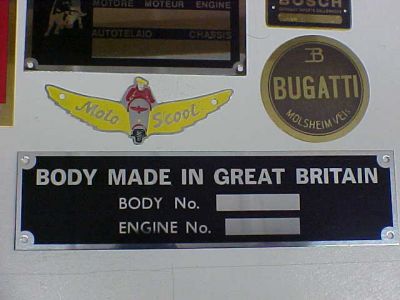 MOTORE MOTEUR ENGINE
AUTOTELAIO CHASSIS
BOSCH
EB
BUGATTI
MOLSHEIM
Moto Scoot
BODY MADE IN GREAT BRITAIN
BODY No.
ENGINE No.